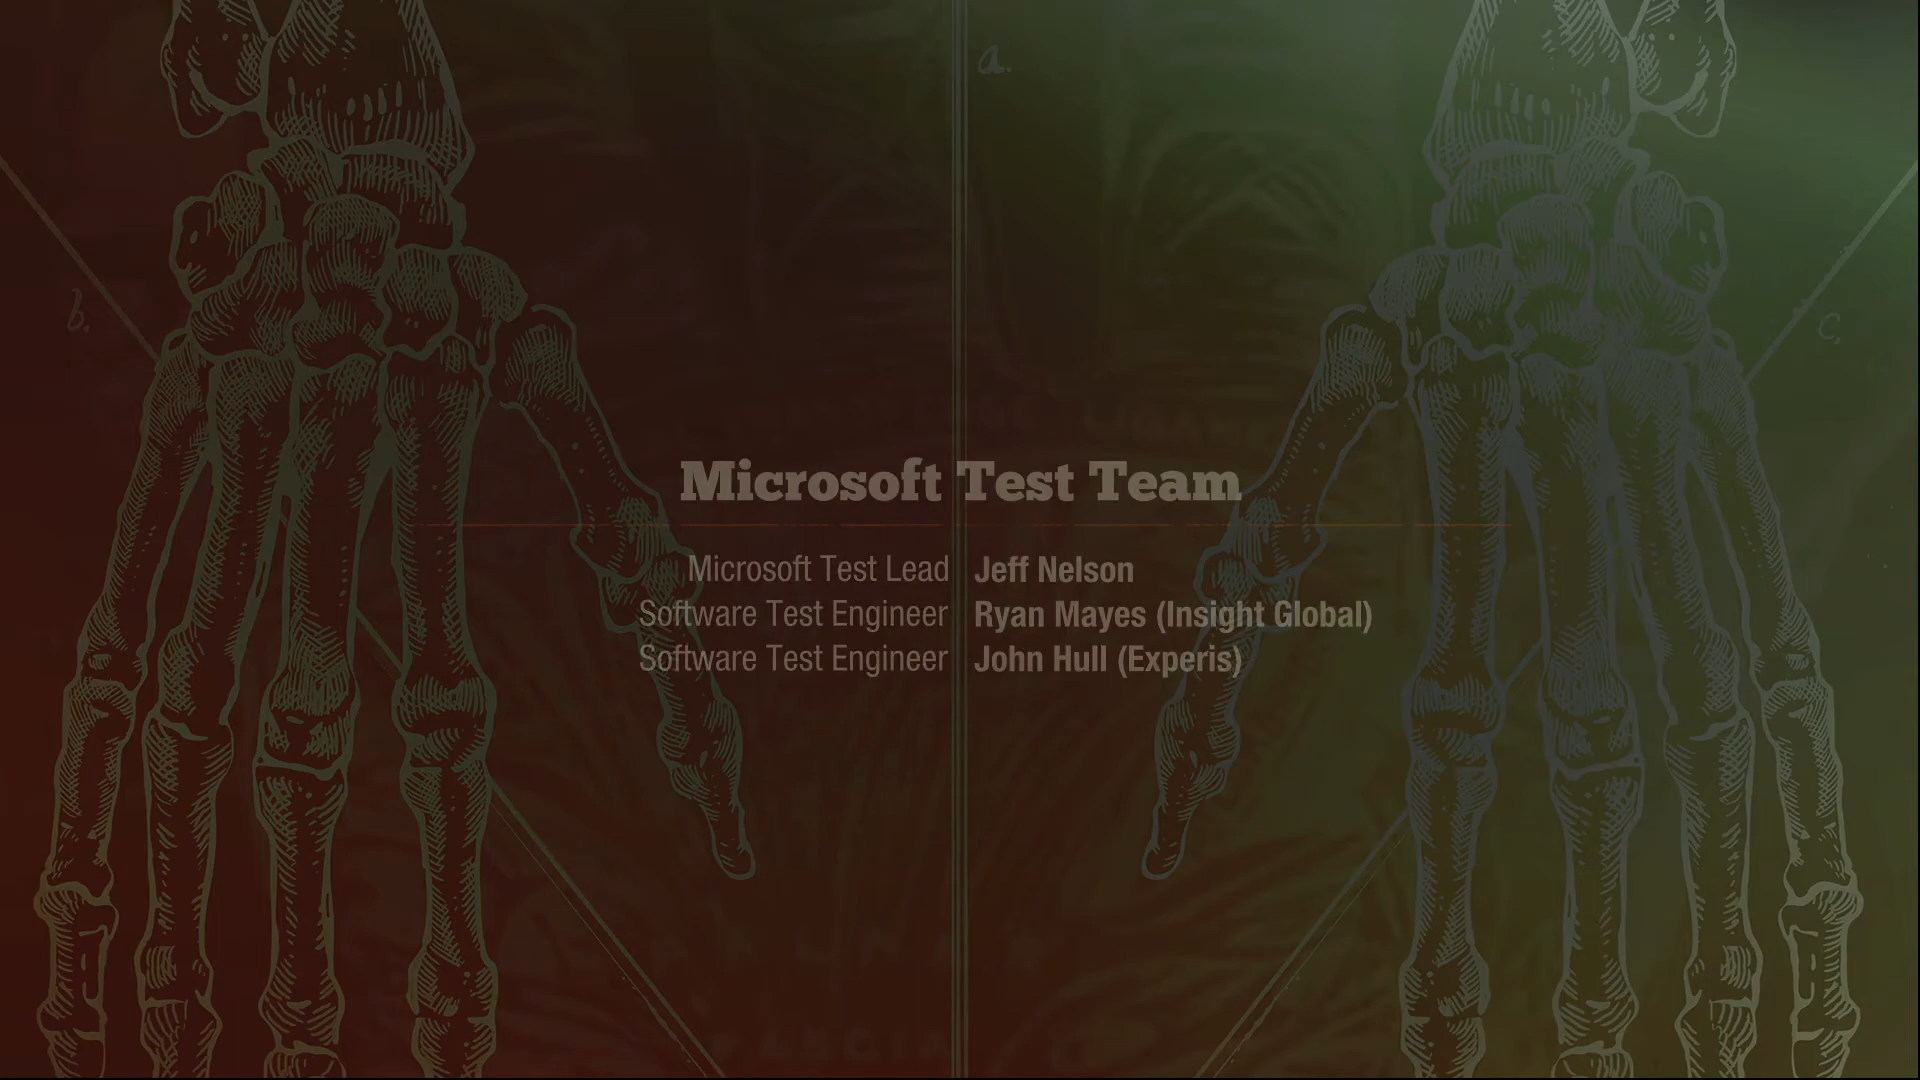 a.
b.
c.
Microsoft Test Team
Microsoft Test Lead Jeff Nelson
Software Test Engineer Ryan Mayes (Insight Global)
Software Test Engineer John Hull (Experis)